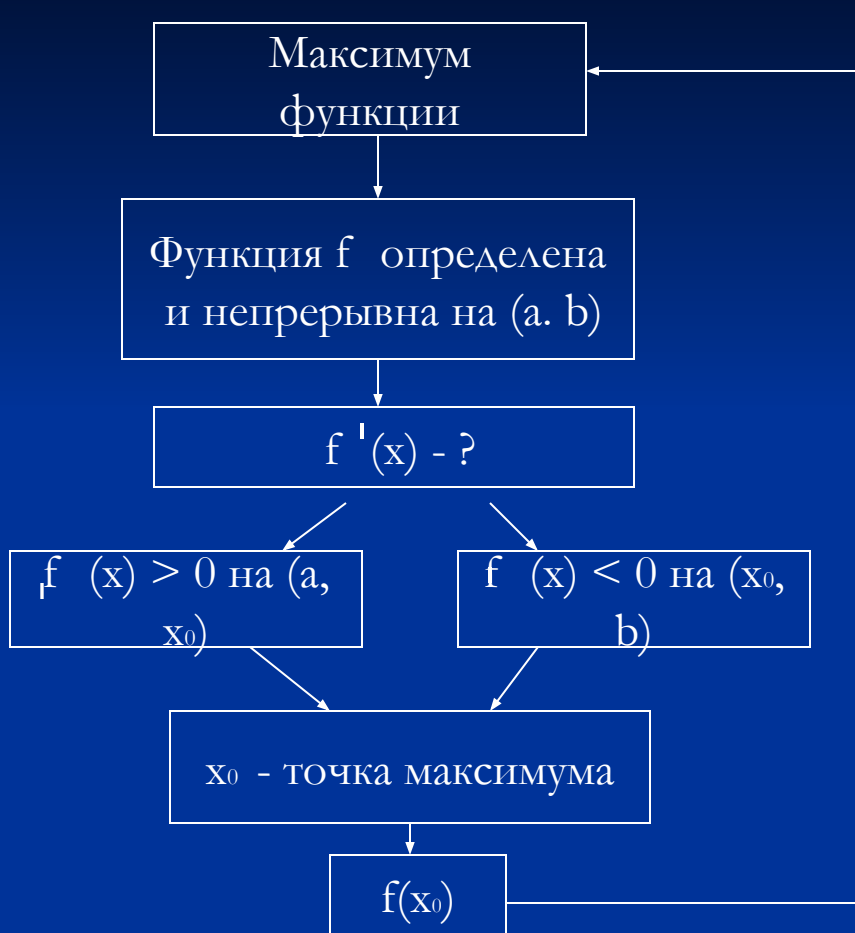 Максимум
функции
Функция f определена
и непрерывна на (a. b)
f '(x) - ?
f (x) > 0 на (a,
x₀)
f (x) < 0 на (x₀,
b)
x₀ - точка максимума
f(x₀)